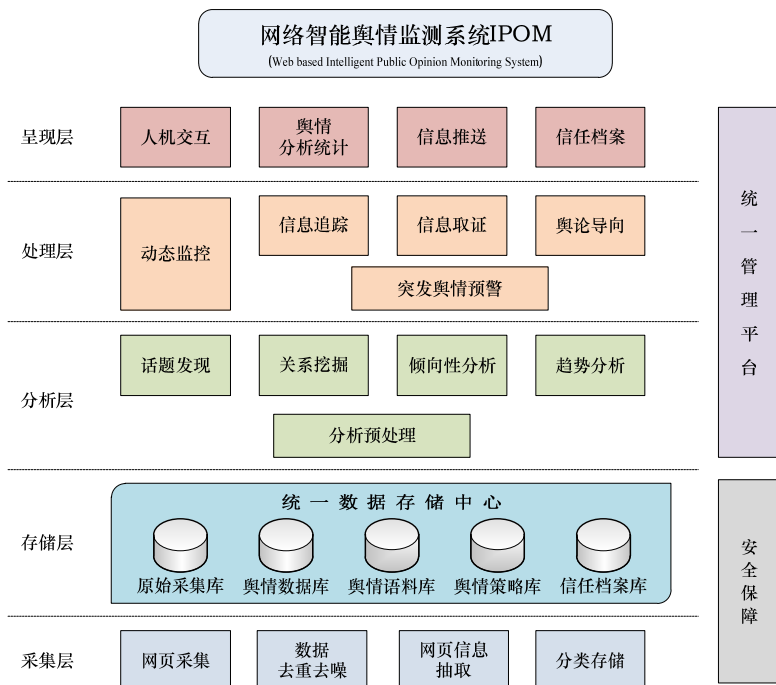 网络智能舆情监测系统IPOM
(Web based Intelligent Public Opinion Monitoring System)
呈现层
人机交互
舆情
分析统计
信息推送
信任档案
处理层
动态监控
信息追踪
信息取证
舆论导向
突发舆情预警
分析层
话题发现
关系挖掘
倾向性分析
趋势分析
分析预处理
统一管理平台
存储层
统一数据存储中心
原始采集库
舆情数据库
舆情语料库
舆情策略库
信任档案库
采集层
网页采集
数据
去重去噪
网页信息
抽取
分类存储
安全保障